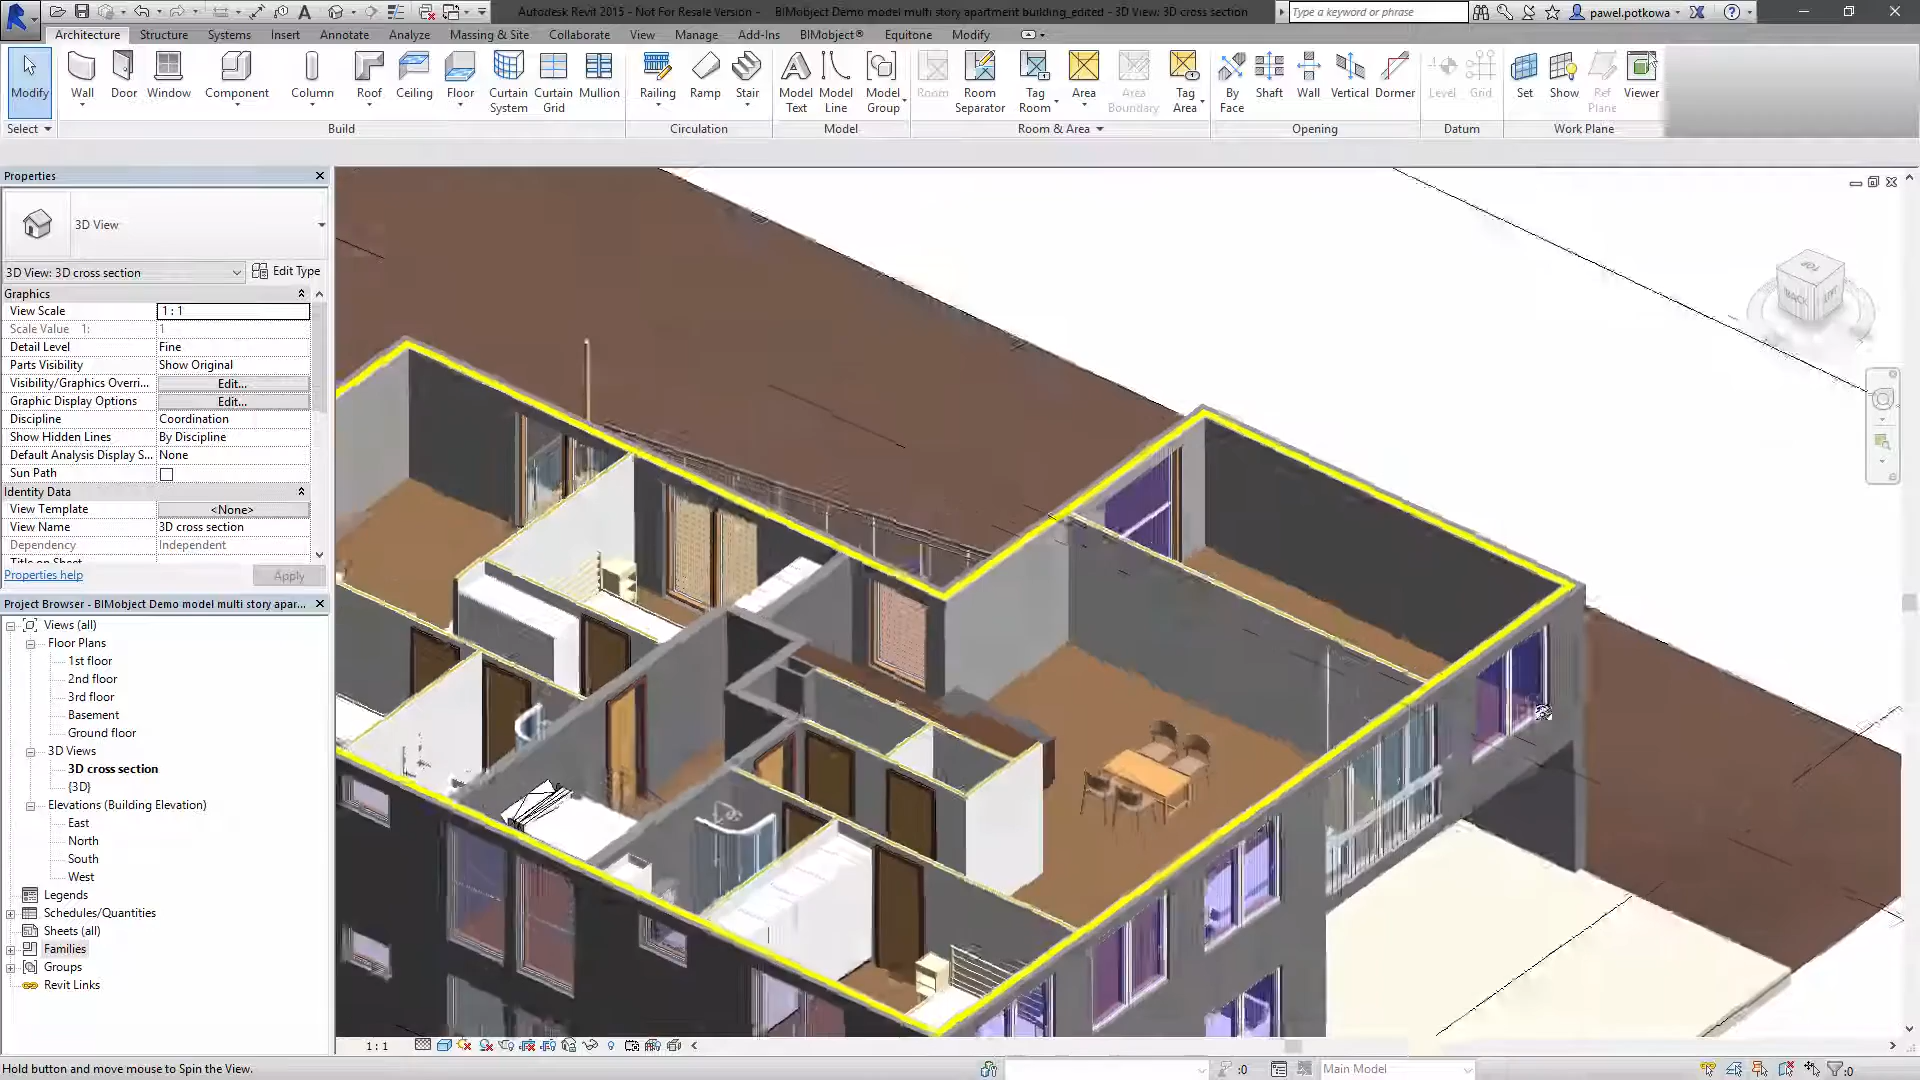 Autodesk Revit 2015 - Not For Resale Version - BIMobject Demo model multi story apartment building_edited - 3D View: 3D cross section
Type a keyword or phrase
pawel.potkowa
Architecture Structure Systems Insert Annotate Analyze Massing & Site Collaborate View Manage Add-Ins BIMobject® Equitone Modify
Modify Wall Door Window Component Column Roof Ceiling Floor Curtain System Curtain Grid Mullion Railing Ramp Stair Model Text Model Line Model Group Room Room Separator Tag Room Area Area Boundary Tag Area By Face Shaft Wall Vertical Dormer Level Grid Set Show Ref Plane Viewer
Select Build Circulation Model Room & Area Opening Datum Work Plane
Properties
3D View
3D View: 3D cross section Edit Type
Graphics
View Scale 1 : 1
Scale Value 1: 1
Detail Level Fine
Parts Visibility Show Original
Visibility/Graphics Overri... Edit...
Graphic Display Options Edit...
Discipline Coordination
Show Hidden Lines By Discipline
Default Analysis Display S... None
Sun Path
Identity Data
View Template <None>
View Name 3D cross section
Dependency Independent
Title on Sheet
Properties help Apply
Project Browser - BIMobject Demo model multi story apar...
Views (all)
Floor Plans
1st floor
2nd floor
3rd floor
Basement
Ground floor
3D Views
3D cross section
{3D}
Elevations (Building Elevation)
East
North
South
West
Legends
Schedules/Quantities
Sheets (all)
Families
Groups
Revit Links
TOP
BACK
1 : 1
Hold button and move mouse to Spin the View.
:0
Main Model
:0